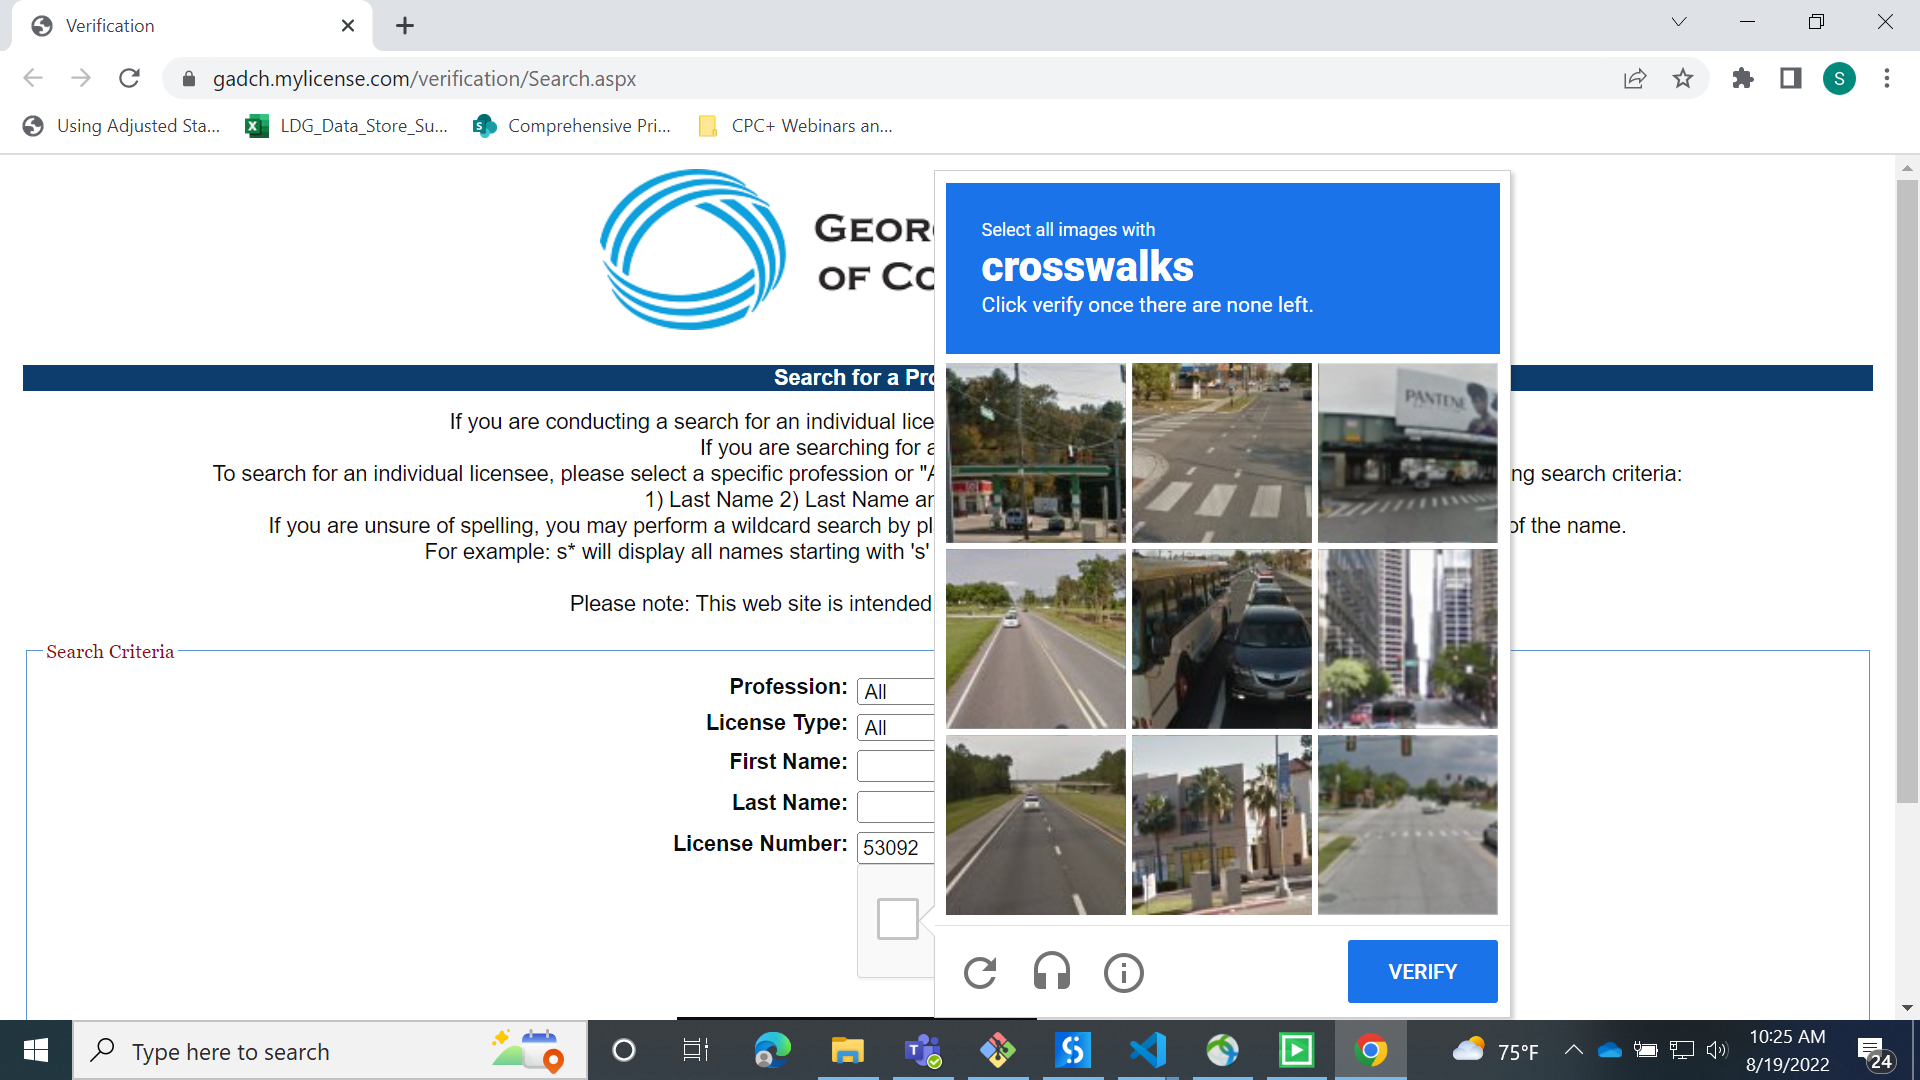 Verification
gadch.mylicense.com/verification/Search.aspx
S
Using Adjusted Sta...
LDG_Data_Store_Su...
Comprehensive Pri...
CPC+ Webinars an...
GEOR
OF CO
Select all images with
crosswalks
Click verify once there are none left.
PANTENE
Search for a Pro
If you are conducting a search for an individual lice
If you are searching for a
To search for an individual licensee, please select a specific profession or "A
ng search criteria:
1) Last Name 2) Last Name an
If you are unsure of spelling, you may perform a wildcard search by pl
of the name.
For example: s* will display all names starting with 's'
Please note: This web site is intended
Search Criteria
Profession: All
License Type: All
First Name:
Last Name:
License Number: 53092
VERIFY
Type here to search
75°F
10:25 AM
8/19/2022
24